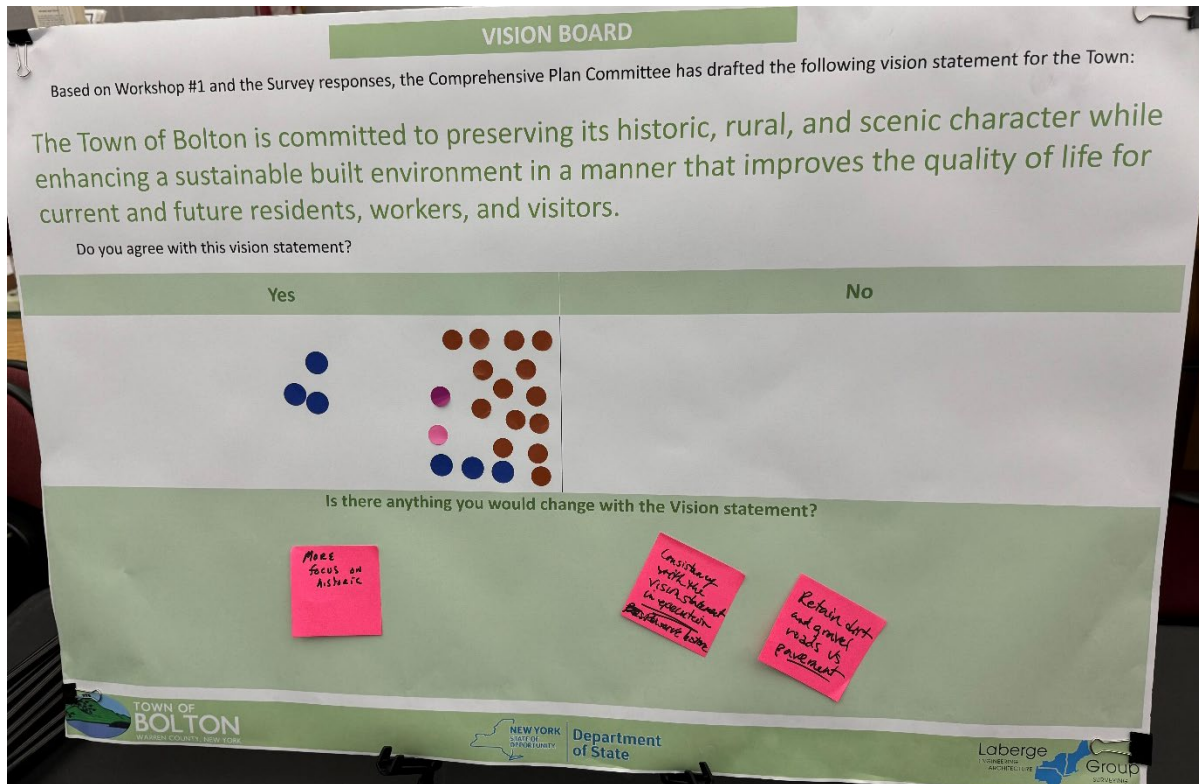 VISION BOARD
Based on Workshop #1 and the Survey responses, the Comprehensive Plan Committee has drafted the following vision statement for the Town:
The Town of Bolton is committed to preserving its historic, rural, and scenic character while
enhancing a sustainable built environment in a manner that improves the quality of life for
current and future residents, workers, and visitors.
Do you agree with this vision statement?
Yes
No
Is there anything you would change with the Vision statement?
MORE
focus on
Historic
Consistency
with the
vision statement
in execution
Retain dirt
and gravel
roads vs
pavement
TOWN OF
BOLTON
WARREN COUNTY, NEW YORK
NEW YORK
STATE OF
OPPORTUNITY
Department
of State
Laberge
Group
ENGINEERING
ARCHITECTURE
SURVEYING